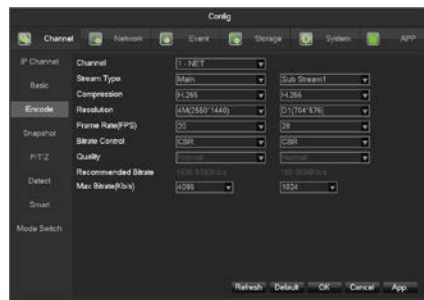 Config
Channel Network Event Storage System APP
IP Channel
Basic
Encode
Snapshot
P/T/Z
Detect
Smart
Mode Switch
Channel 1 - NET
Stream Type Main Sub Stream1
Compression H.265 H.265
Resolution 4M(2560*1440) D1(704*576)
Frame Rate(FPS) 20 20
Bitrate Control CBR CBR
Quality Normal Normal
Recommended Bitrate
Max Bitrate(Kb/s) 4096 1024
Refresh Default OK Cancel App